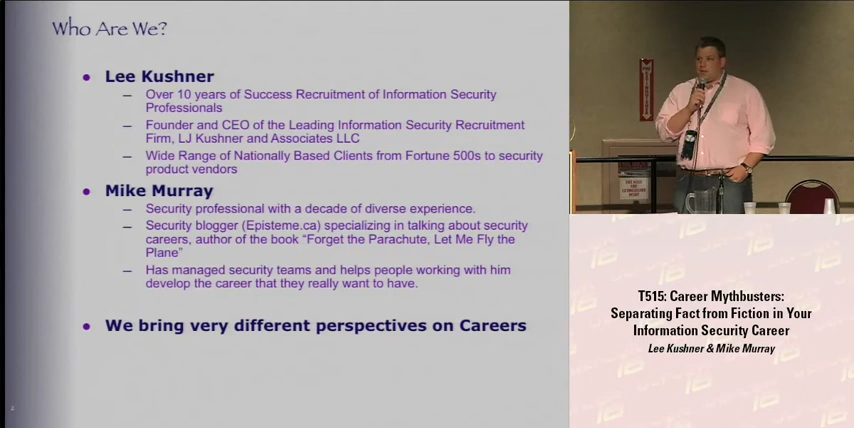 Who Are We?
● Lee Kushner
– Over 10 years of Success Recruitment of Information Security
Professionals
– Founder and CEO of the Leading Information Security Recruitment
Firm, LJ Kushner and Associates LLC
– Wide Range of Nationally Based Clients from Fortune 500s to security
product vendors
● Mike Murray
– Security professional with a decade of diverse experience.
– Security blogger (Episteme.ca) specializing in talking about security
careers, author of the book “Forget the Parachute, Let Me Fly the
Plane”
– Has managed security teams and helps people working with him
develop the career that they really want to have.
● We bring very different perspectives on Careers
2
T515: Career Mythbusters:
Separating Fact from Fiction in Your
Information Security Career
Lee Kushner & Mike Murray